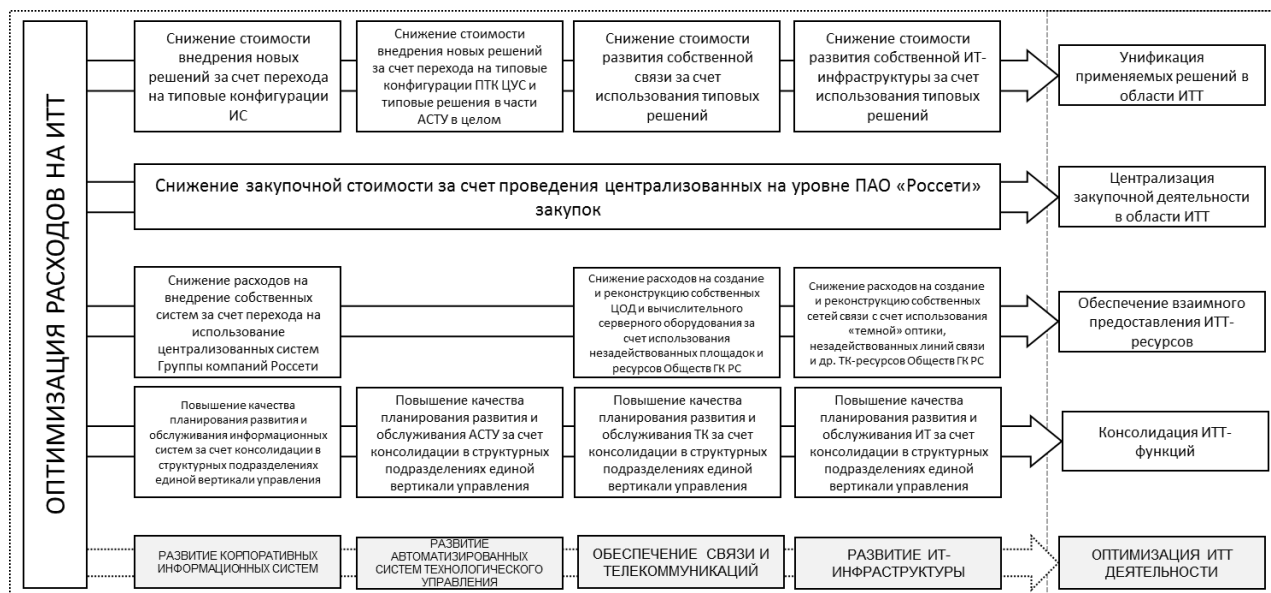 ОПТИМИЗАЦИЯ РАСХОДОВ НА ИТТ
Снижение стоимости
внедрения новых
решений за счет перехода
на типовые конфигурации
ИС
Снижение стоимости
внедрения новых решений
за счет перехода на типовые
конфигурации ПТК ЦУС и
типовые решения в части
АСТУ в целом
Снижение стоимости
развития собственной
связи за счет
использования типовых
решений
Снижение стоимости
развития собственной ИТ-
инфраструктуры за счет
использования типовых
решений
Унификация
применяемых решений в
области ИТТ
Снижение закупочной стоимости за счет проведения централизованных на уровне ПАО «Россети»
закупок
Централизация
закупочной деятельности
в области ИТТ
Снижение расходов на
внедрение собственных
систем за счет перехода на
использование
централизованных систем
Группы компаний Россети
Снижение расходов на создание
и реконструкцию собственных
ЦОД и вычислительного
серверного оборудования за
счет использования
незадействованных площадок и
ресурсов Обществ ГК РС
Снижение расходов на создание
и реконструкцию собственных
сетей связи с счет использования
«темной» оптики,
незадействованных линий связи
и др. ТК-ресурсов Обществ ГК РС
Обеспечение взаимного
предоставления ИТТ-
ресурсов
Повышение качества
планирования развития и
обслуживания информационных
систем за счет консолидации в
структурных подразделениях
единой вертикали управления
Повышение качества
планирования развития и
обслуживания АСТУ за счет
консолидации в структурных
подразделениях единой
вертикали управления
Повышение качества
планирования развития и
обслуживания ТК за счет
консолидации в структурных
подразделениях единой
вертикали управления
Повышение качества
планирования развития и
обслуживания ИТ за счет
консолидации в структурных
подразделениях единой
вертикали управления
Консолидация ИТТ-
функций
РАЗВИТИЕ КОРПОРАТИВНЫХ
ИНФОРМАЦИОННЫХ СИСТЕМ
РАЗВИТИЕ
АВТОМАТИЗИРОВАННЫХ
СИСТЕМ ТЕХНОЛОГИЧЕСКОГО
УПРАВЛЕНИЯ
ОБЕСПЕЧЕНИЕ СВЯЗИ И
ТЕЛЕКОММУНИКАЦИЙ
РАЗВИТИЕ ИТ-
ИНФРАСТРУКТУРЫ
ОПТИМИЗАЦИЯ ИТТ
ДЕЯТЕЛЬНОСТИ